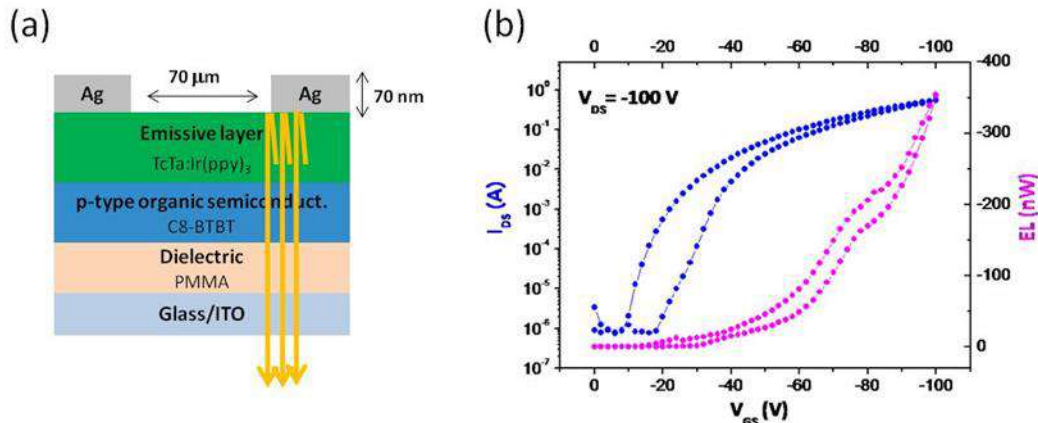 (a)
70 μm
Ag
Ag
70 nm
Emissive layer
TcTa:Ir(ppy)₃
p-type organic semiconduct.
C8-BTBT
Dielectric
PMMA
Glass/ITO
(b)
0 -20 -40 -60 -80 -100
V_DS = -100 V
10⁰
10⁻¹
10⁻²
10⁻³
10⁻⁴
10⁻⁵
10⁻⁶
10⁻⁷
I_DS (A)
-400
-300
-200
-100
0
EL (nW)
0 -20 -40 -60 -80 -100
V_GS (V)